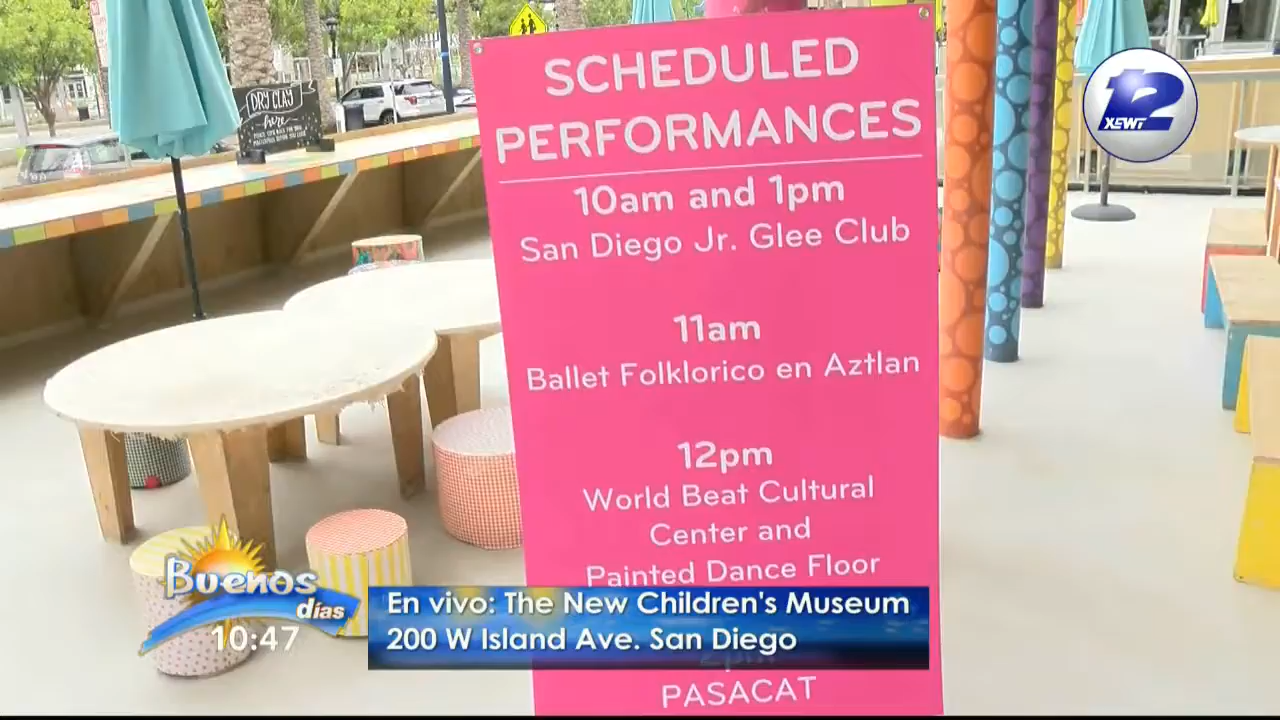 SCHEDULED
PERFORMANCES
10am and 1pm
San Diego Jr. Glee Club
11am
Ballet Folklorico en Aztlan
12pm
World Beat Cultural
Center and
Painted Dance Floor
2pm
PASACAT
DRY CLAY
here
12
XEWT
Buenos
días
10:47
En vivo: The New Children's Museum
200 W Island Ave. San Diego